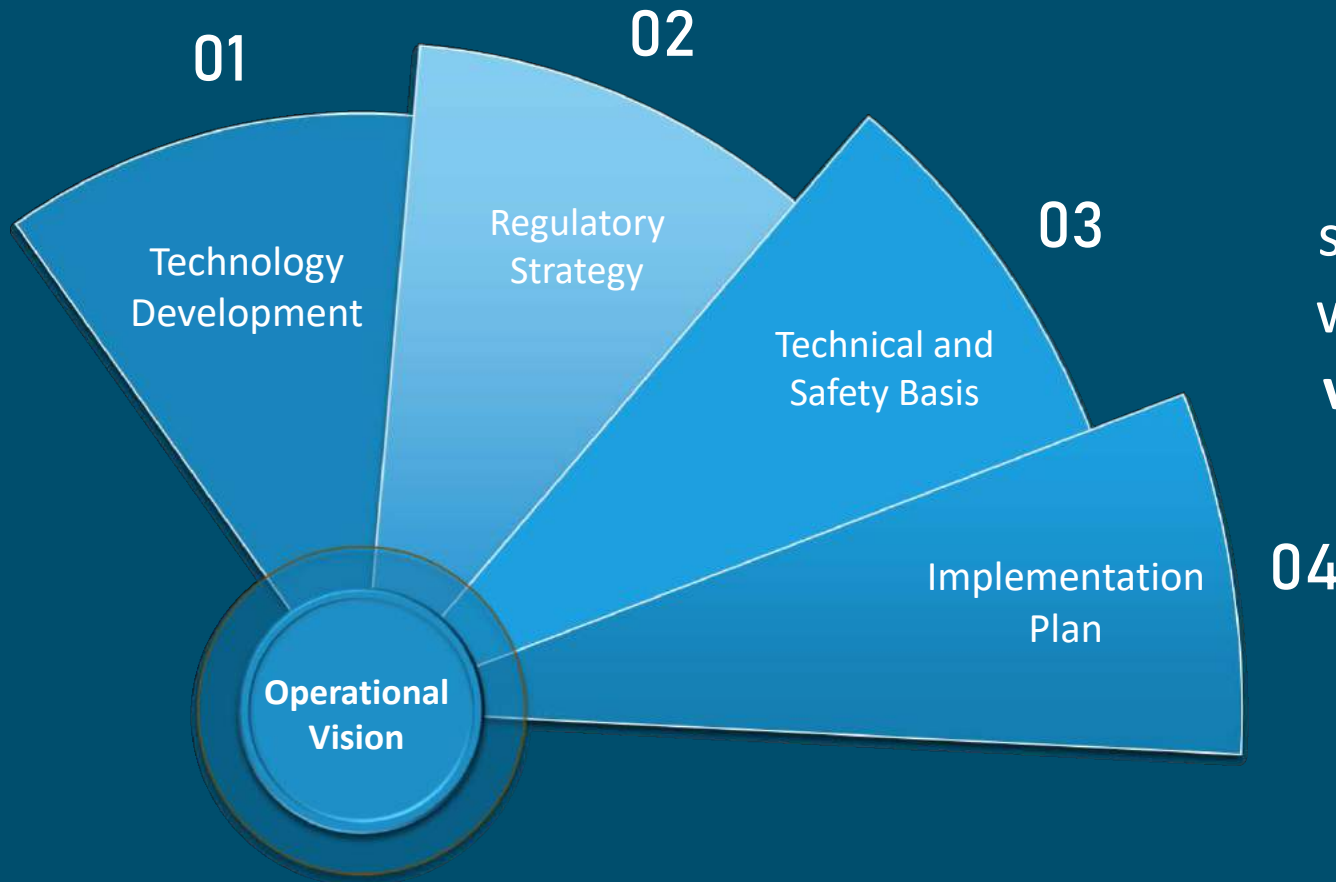 01
Technology
Development
02
Regulatory
Strategy
03
Technical and
Safety Basis
04
Implementation
Plan
Operational
Vision